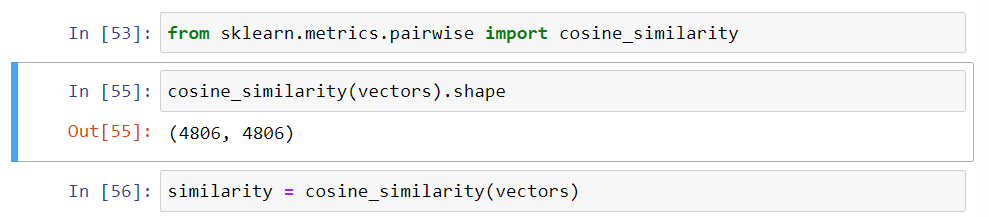 In [53]: from sklearn.metrics.pairwise import cosine_similarity
In [55]: cosine_similarity(vectors).shape
Out[55]: (4806, 4806)
In [56]: similarity = cosine_similarity(vectors)